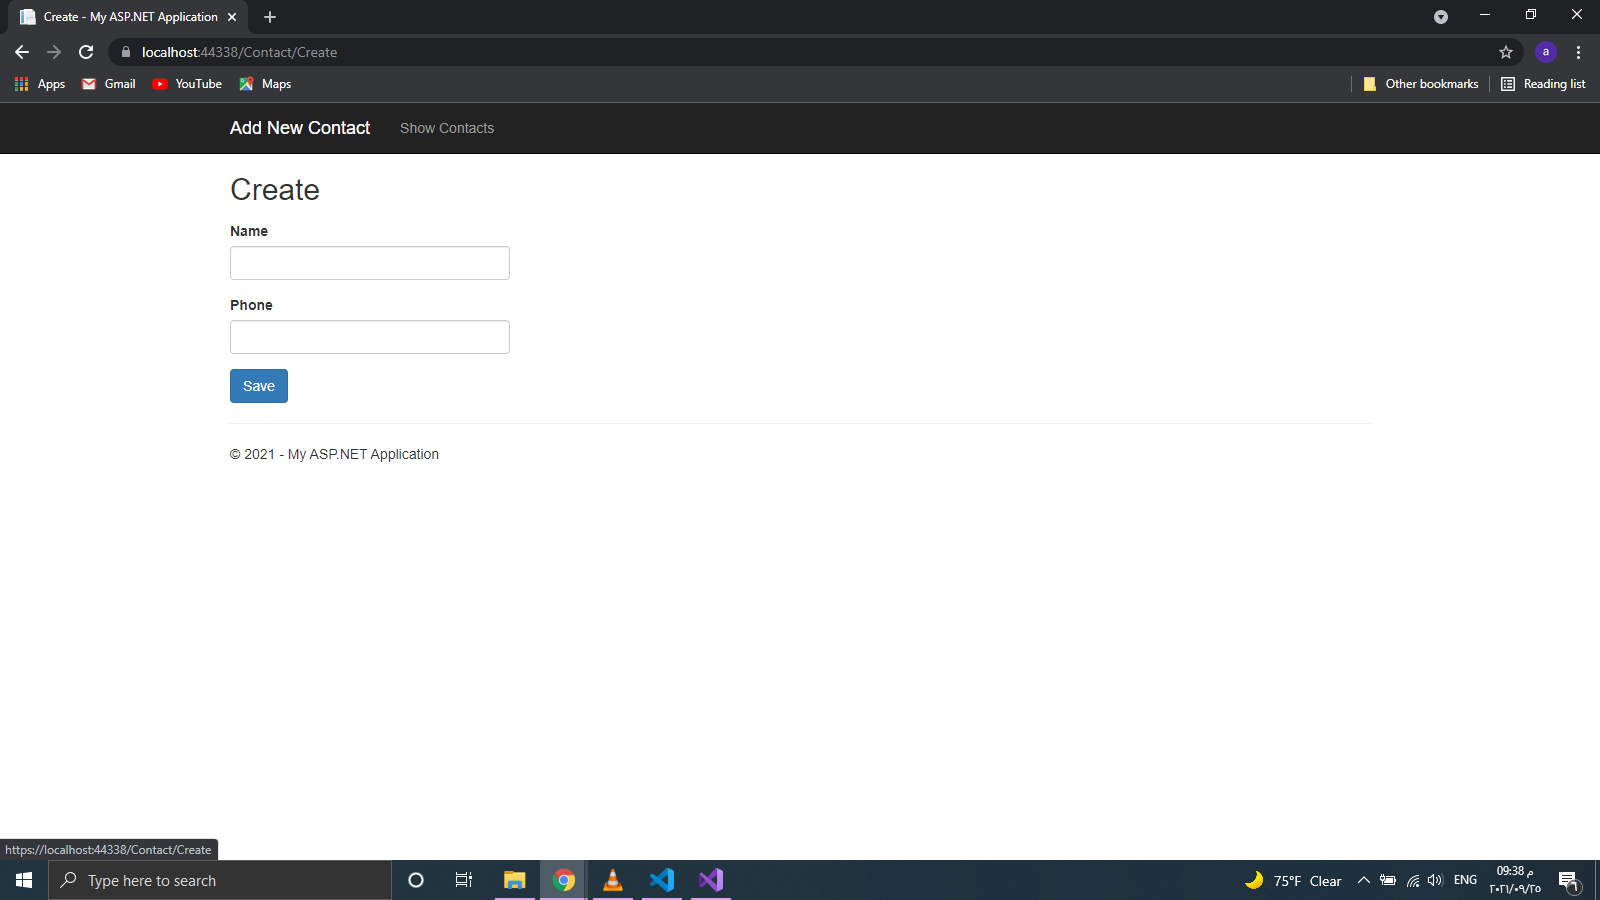 Create - My ASP.NET Application
localhost:44338/Contact/Create
a
Apps Gmail YouTube Maps Other bookmarks Reading list
Add New Contact Show Contacts
Create
Name
Phone
Save
© 2021 - My ASP.NET Application
https://localhost:44338/Contact/Create
Type here to search
75°F Clear
ENG
09:38 م
٢٠٢١/٠٩/٢٥
٦